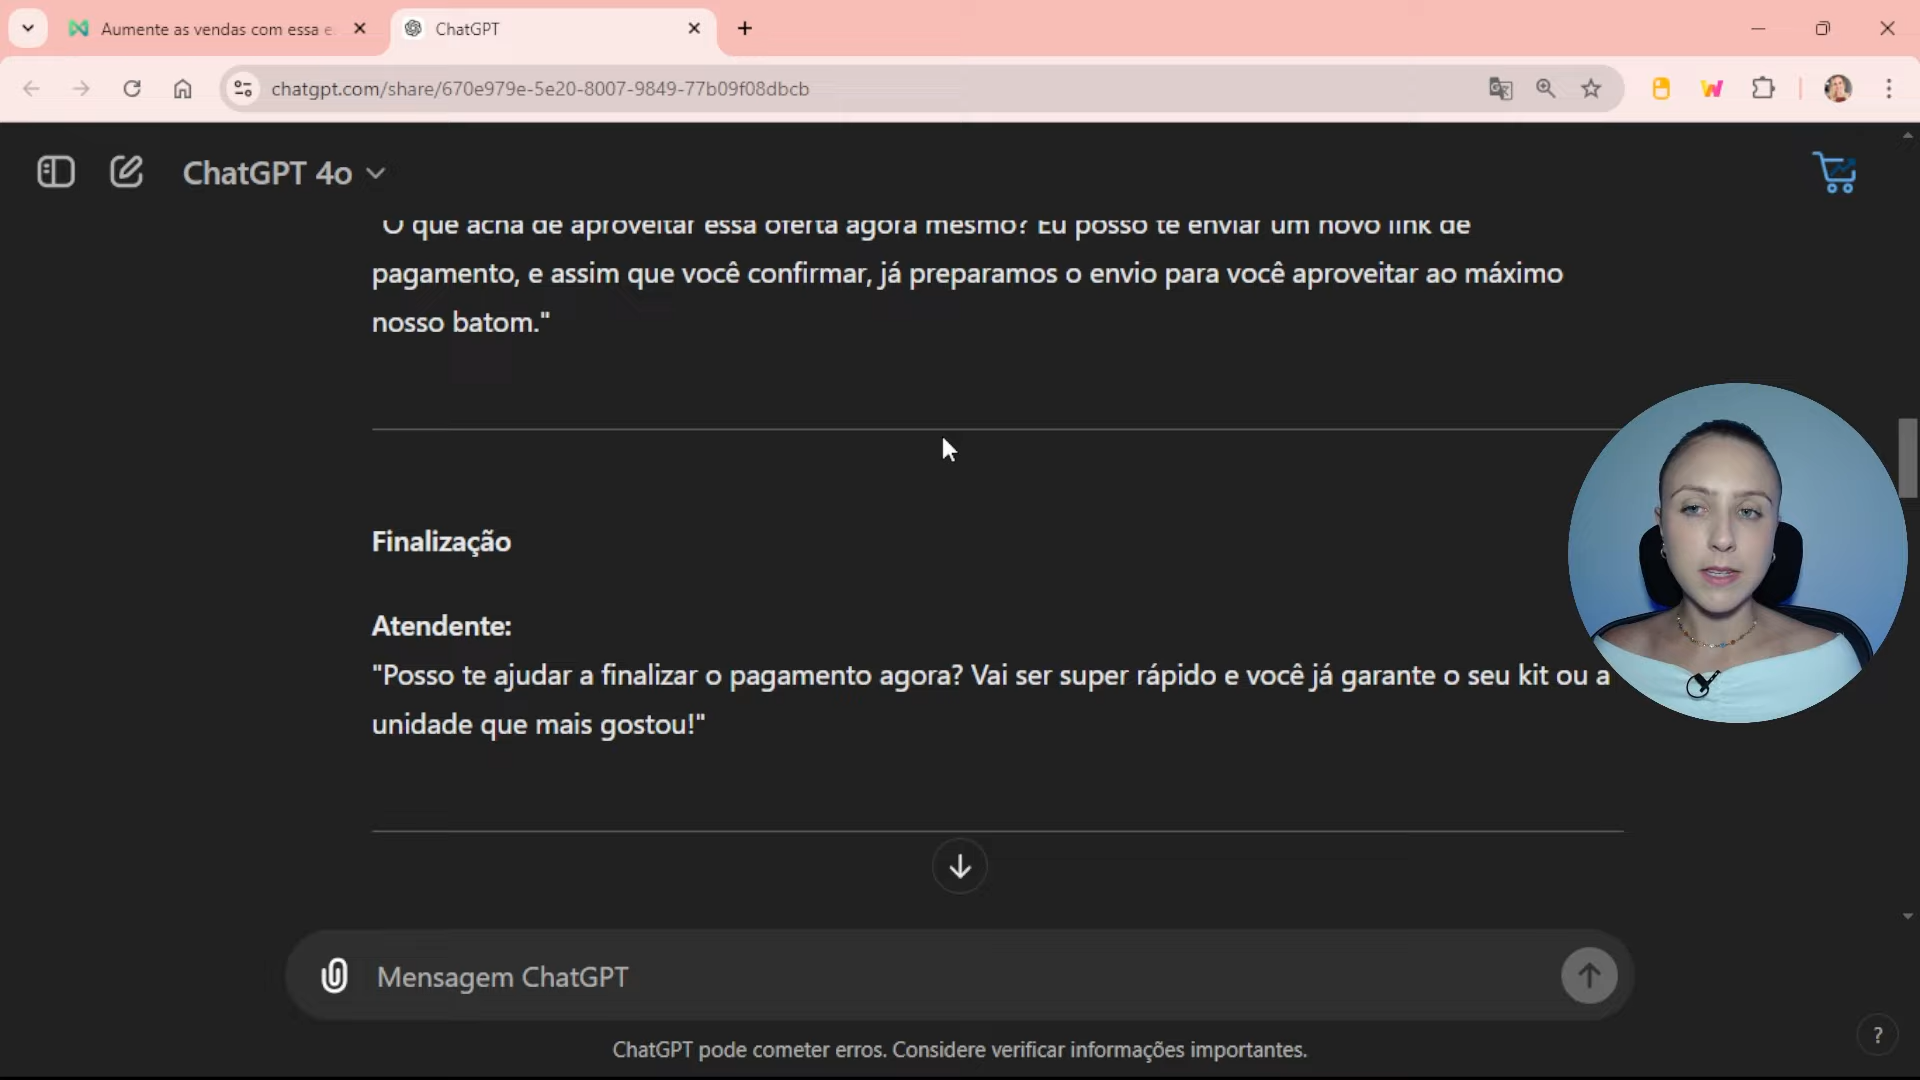 Aumente as vendas com essa e
ChatGPT
chatgpt.com/share/670e979e-5e20-8007-9849-77b09f08dbcb
ChatGPT 4o
"O que acha de aproveitar essa oferta agora mesmo? Eu posso te enviar um novo link de
pagamento, e assim que você confirmar, já preparamos o envio para você aproveitar ao máximo
nosso batom."
Finalização
Atendente:
"Posso te ajudar a finalizar o pagamento agora? Vai ser super rápido e você já garante o seu kit ou a
unidade que mais gostou!"
Mensagem ChatGPT
ChatGPT pode cometer erros. Considere verificar informações importantes.
?